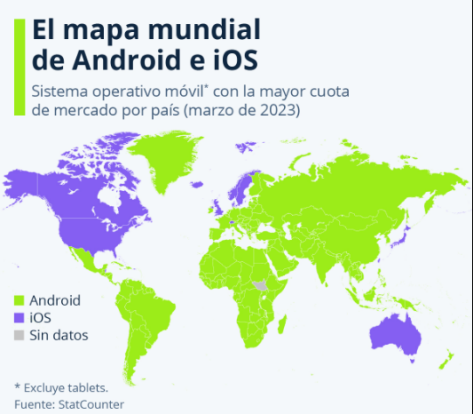 El mapa mundial
de Android e iOS
Sistema operativo móvil* con la mayor cuota
de mercado por país (marzo de 2023)
Android
iOS
Sin datos
* Excluye tablets.
Fuente: StatCounter